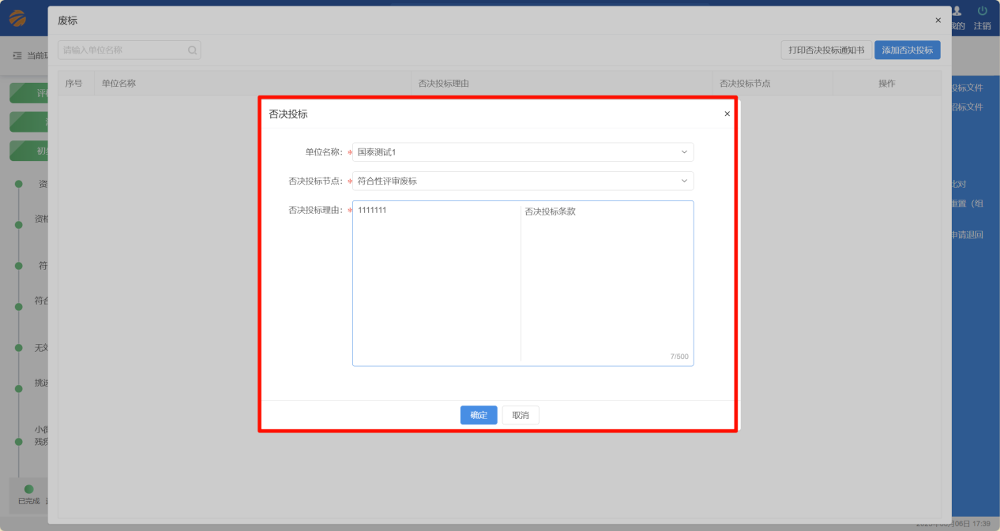 废标
×
的 注销
当前
请输入单位名称
打印否决投标通知书
添加否决投标
序号 单位名称 否决投标理由 否决投标节点 操作
投标文件
招标文件
评
初
资
资格
符
符合
无效
挑选
小微
残疾
已完成
比对
重置（组
申请退回
否决投标
×
单位名称: * 国泰测试1
否决投标节点: * 符合性评审废标
否决投标理由: * 1111111
否决投标条款
7/500
确定 取消
06日 17:39